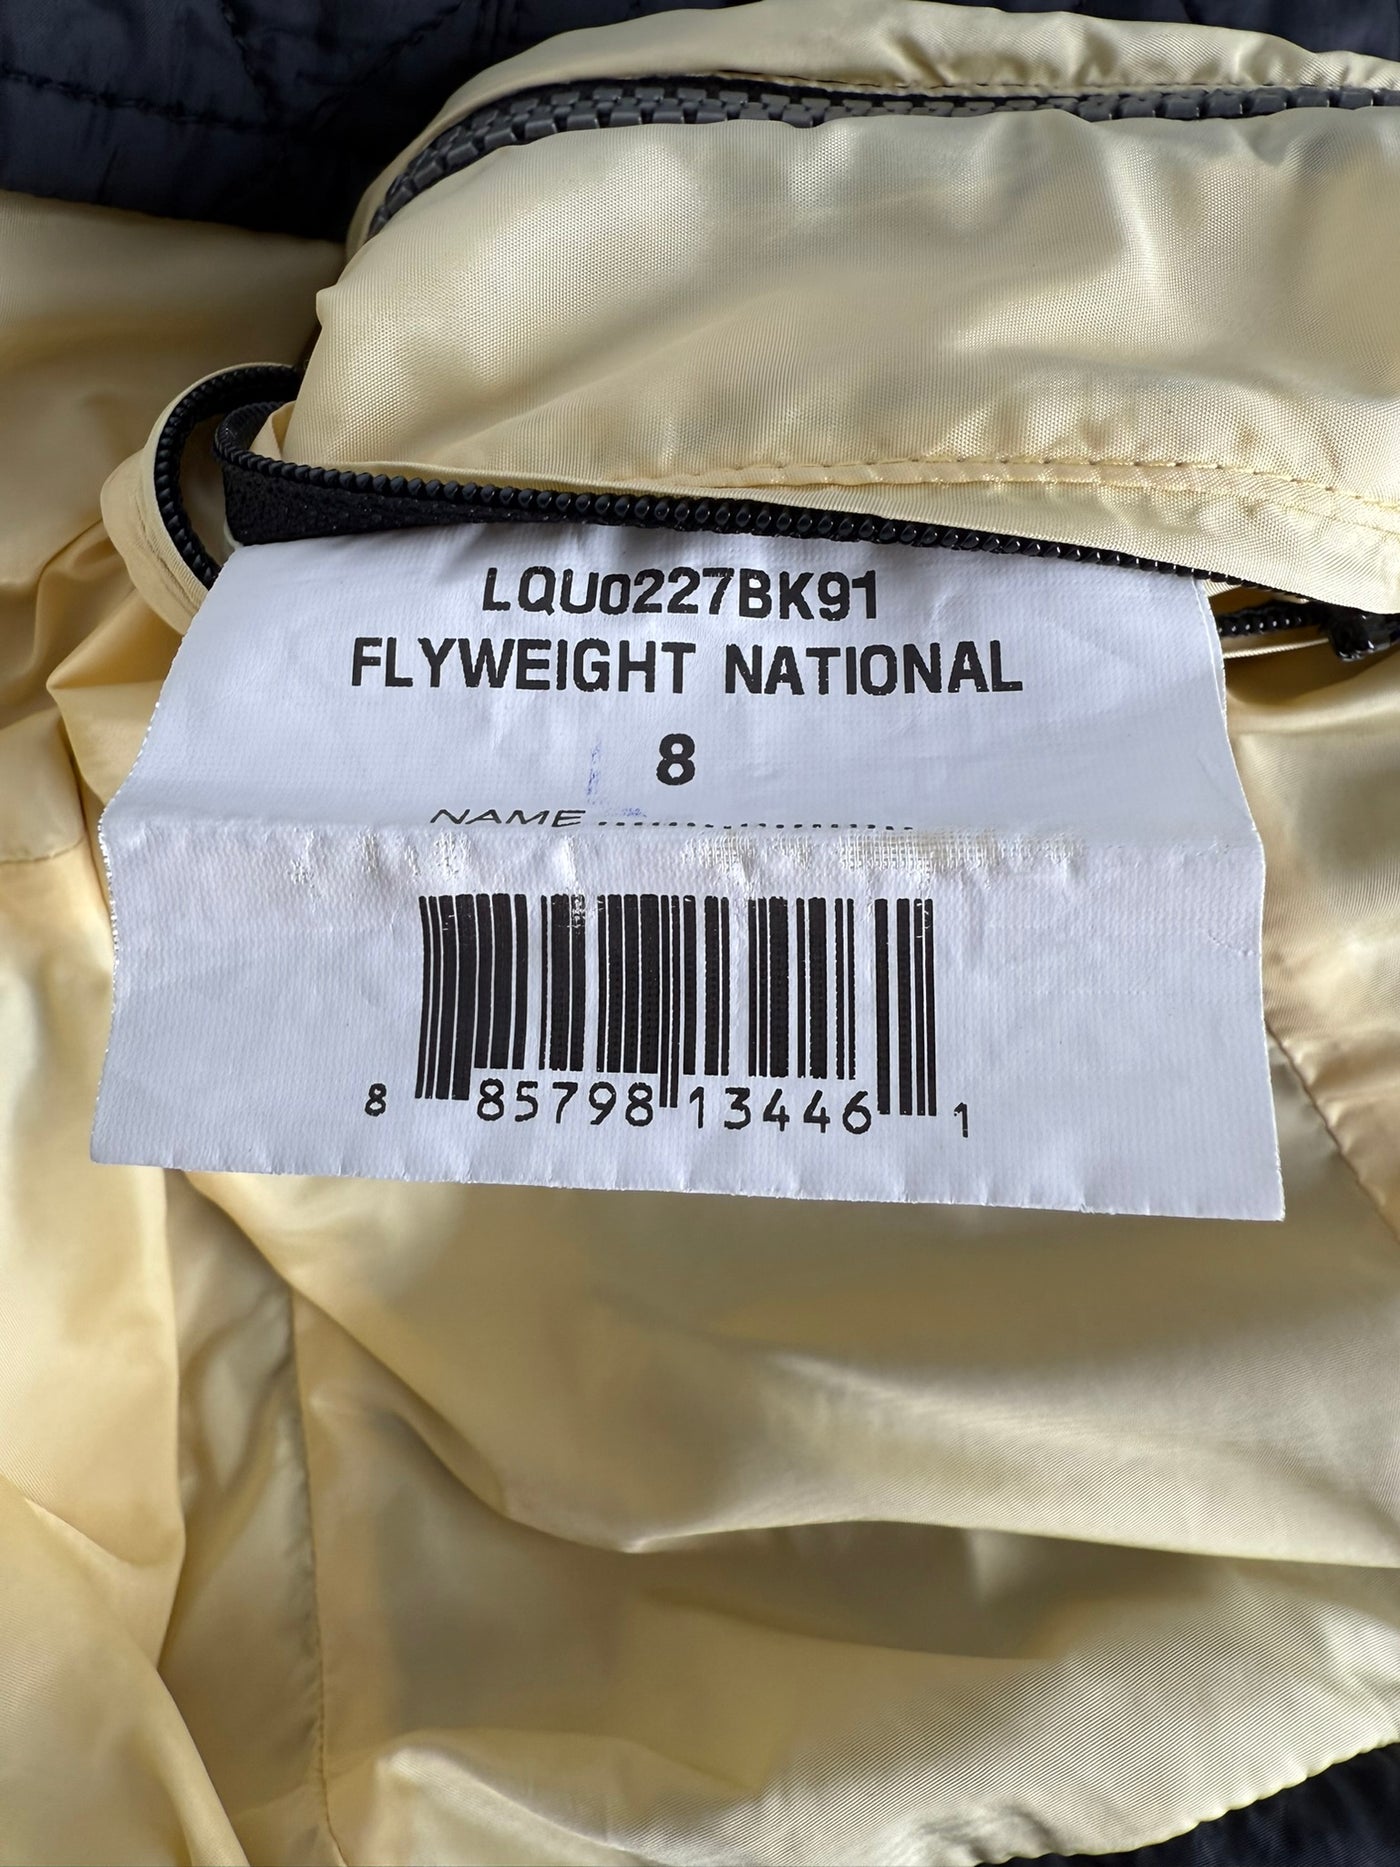 LQU0227BK91
FLYWEIGHT NATIONAL
8
NAME
8 85798 13446 1